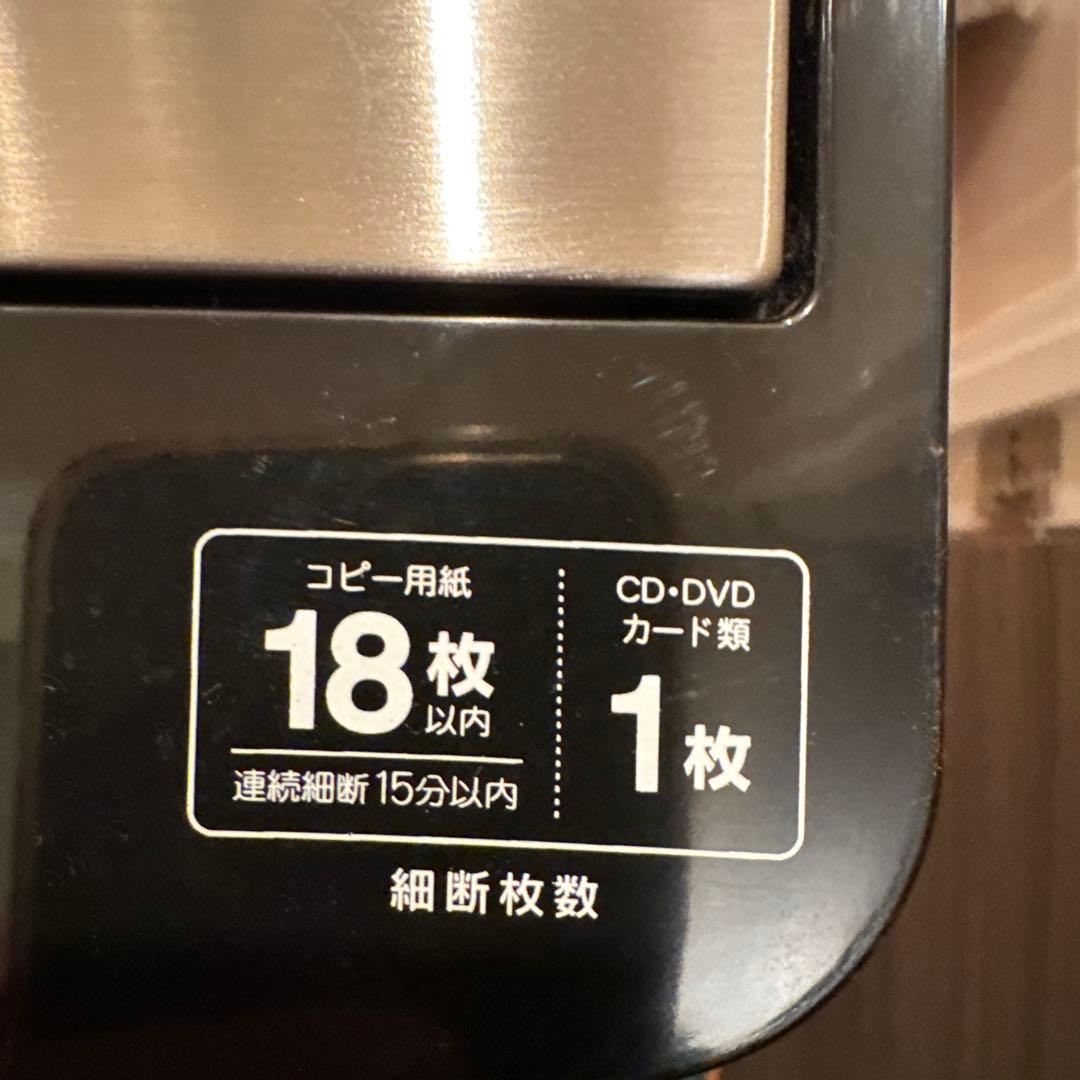 コピー用紙
18枚
以内
連続細断15分以内
CD・DVD
カード類
1枚
細断枚数